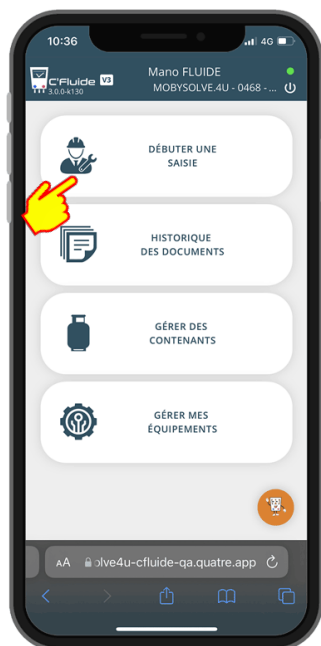 10:36
4G
C'Fluide V3
3.0.0-k130
Mano FLUIDE
MOBYSOLVE.4U - 0468 - ...
DÉBUTER UNE
SAISIE
HISTORIQUE
DES DOCUMENTS
GÉRER DES
CONTENANTS
GÉRER MES
ÉQUIPEMENTS
AA olve4u-cfluide-qa.quatre.app